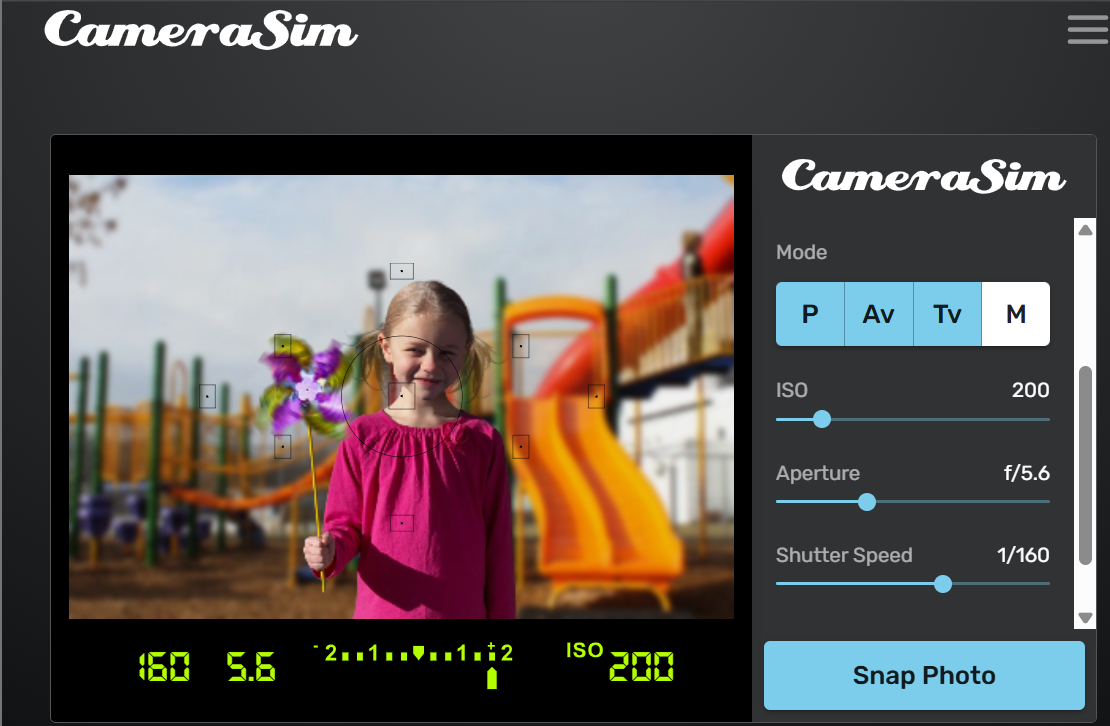 CameraSim
CameraSim
Mode
P Av Tv M
ISO 200
Aperture f/5.6
Shutter Speed 1/160
160 5.6 -2..1..▼..1..+2 ISO 200
Snap Photo